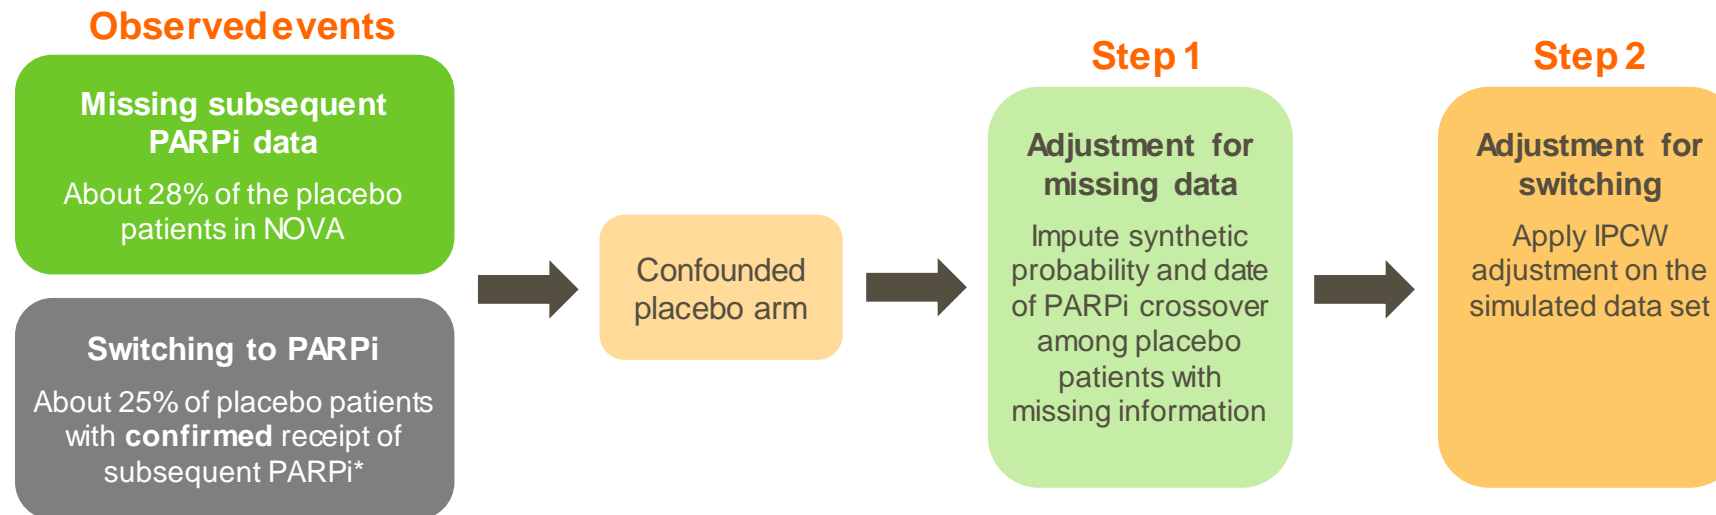 Observed events
Missing subsequent
PARPi data
About 28% of the placebo
patients in NOVA
Switching to PARPi
About 25% of placebo patients
with confirmed receipt of
subsequent PARPi*
Confounded
placebo arm
Step 1
Adjustment for
missing data
Impute synthetic
probability and date
of PARPi crossover
among placebo
patients with
missing information
Step 2
Adjustment for
switching
Apply IPCW
adjustment on the
simulated data set